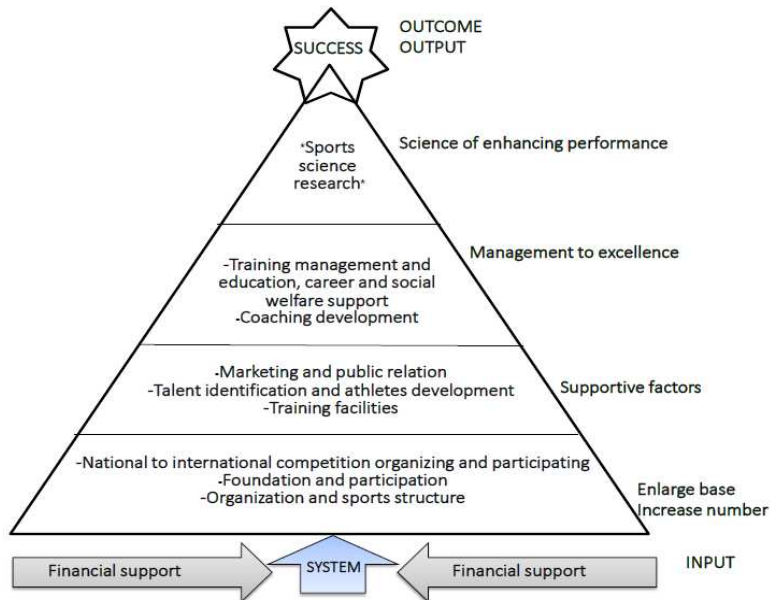 SUCCESS
OUTCOME
OUTPUT
*Sports
science
research*
Science of enhancing performance
Management to excellence
-Training management and
education, career and social
welfare support
-Coaching development
-Marketing and public relation
-Talent identification and athletes development
-Training facilities
Supportive factors
-National to international competition organizing and participating
-Foundation and participation
-Organization and sports structure
Enlarge base
Increase number
Financial support
SYSTEM
Financial support
INPUT